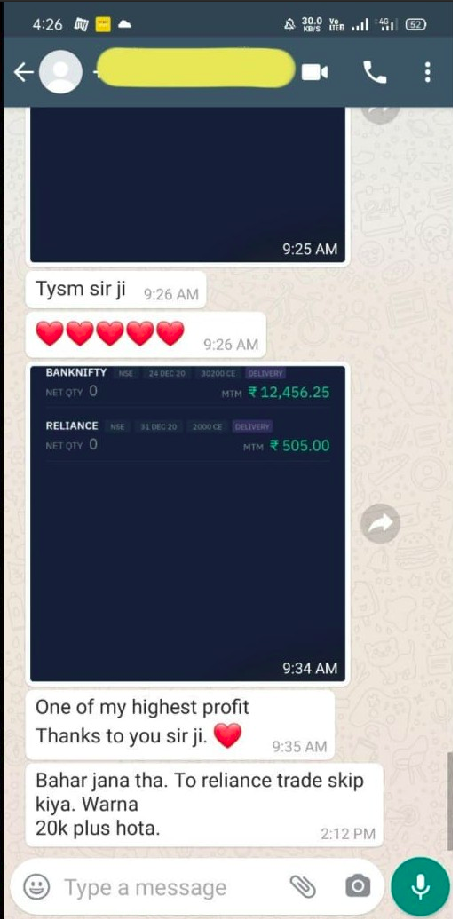 4:26
30.0 KB/S Vo LTE 4G 52
9:25 AM
Tysm sir ji 9:26 AM
❤️❤️❤️❤️❤️ 9:26 AM
BANKNIFTY NSE 24 DEC 20 30200 CE DELIVERY
NET QTY 0 MTM ₹ 12,456.25
RELIANCE NSE 31 DEC 20 2000 CE DELIVERY
NET QTY 0 MTM ₹ 505.00
9:34 AM
One of my highest profit
Thanks to you sir ji. ❤️ 9:35 AM
Bahar jana tha. To reliance trade skip
kiya. Warna
20k plus hota. 2:12 PM
Type a message